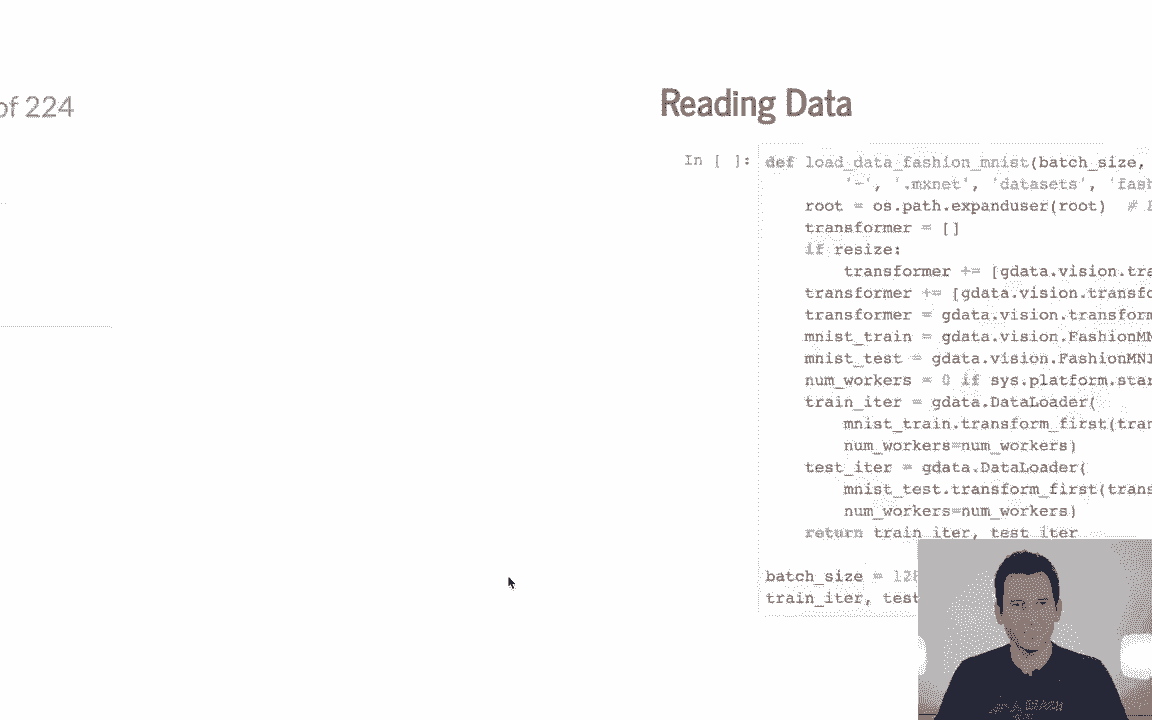 of 224
Reading Data
In [ ]: def load_data_fashion_mnist(batch_size,
'~', '.mxnet', 'datasets', 'fash
root = os.path.expanduser(root) #
transformer = []
if resize:
transformer += [gdata.vision.tra
transformer += [gdata.vision.transfo
transformer = gdata.vision.transform
mnist_train = gdata.vision.FashionMN
mnist_test = gdata.vision.FashionMNI
num_workers = 0 if sys.platform.star
train_iter = gdata.DataLoader(
mnist_train.transform_first(tran
num_workers=num_workers)
test_iter = gdata.DataLoader(
mnist_test.transform_first(trans
num_workers=num_workers)
return train_iter, test_iter
batch_size = 128
train_iter, test